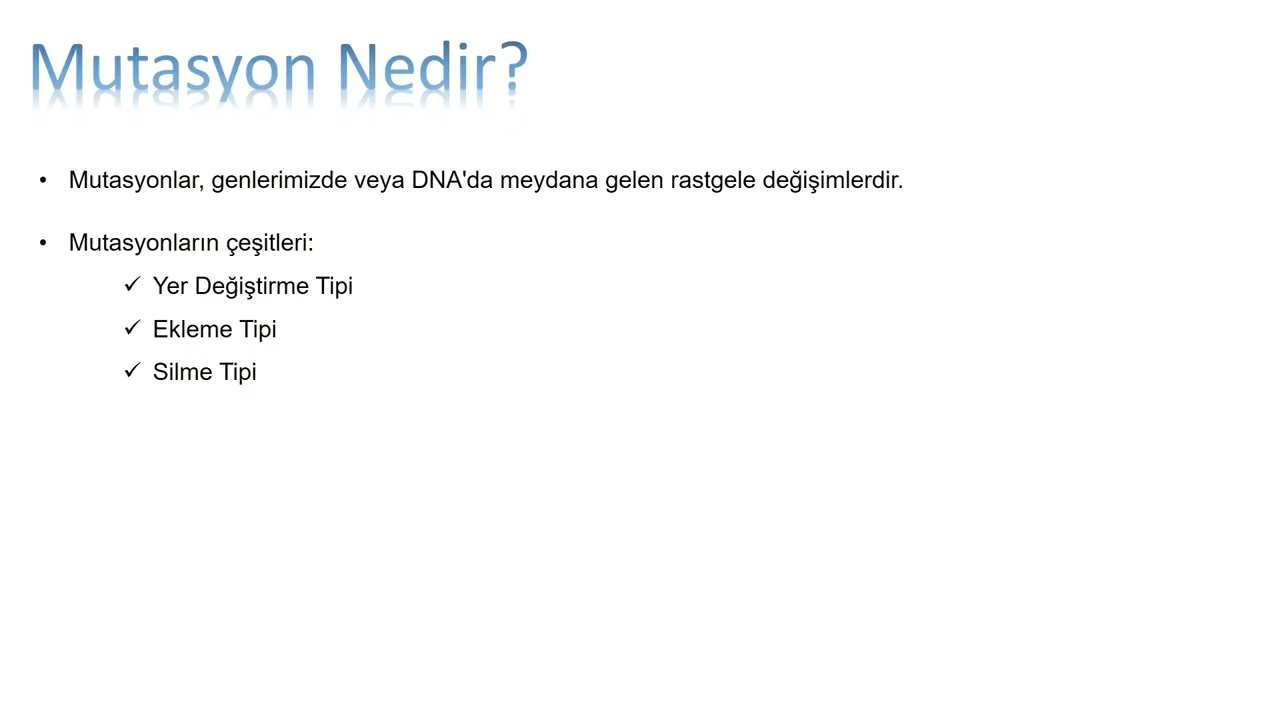 Mutasyon Nedir?
• Mutasyonlar, genlerimizde veya DNA'da meydana gelen rastgele değişimlerdir.
• Mutasyonların çeşitleri:
✓ Yer Değiştirme Tipi
✓ Ekleme Tipi
✓ Silme Tipi